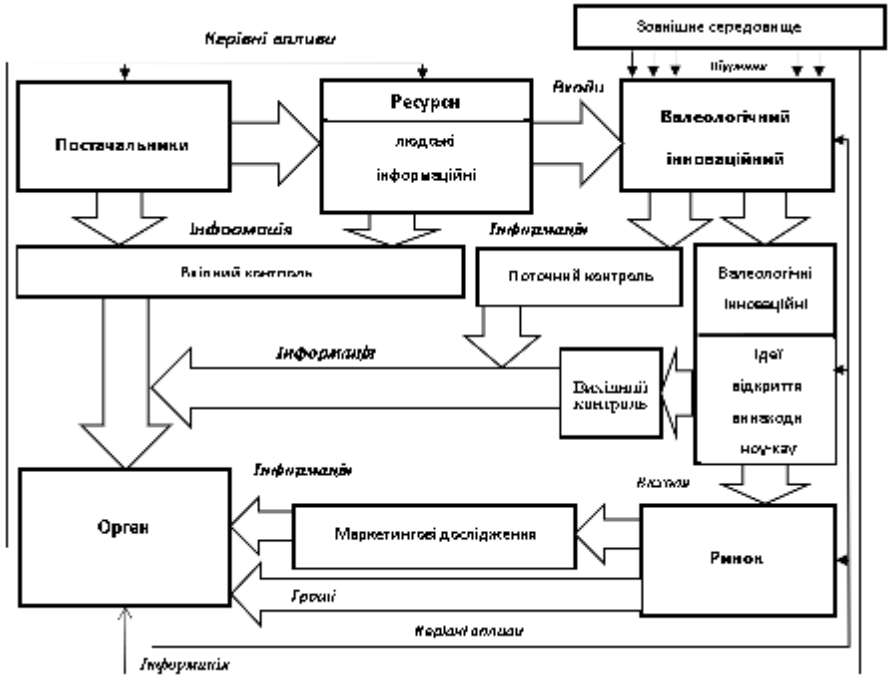 Зовнішнє середовище
Керівні впливи
Входи
Ресурси
Постачальники
людські
інформаційні
Валеологічний
інноваційний
Інформація
Інформація
Вхідний контроль
Поточний контроль
Валеологічні
інноваційні
Інформація
Ідеї
відкриття
винаходи
ноу-хау
Вихідний
контроль
Інформація
Виходи
Орган
Маркетингові дослідження
Ринок
Гроші
Керівні впливи
Інформація